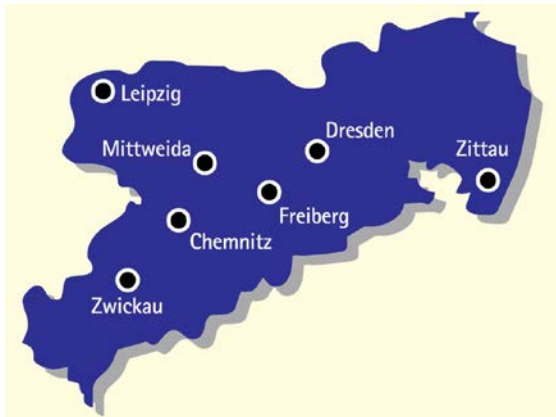 Leipzig
Dresden
Mittweida
Zittau
Freiberg
Chemnitz
Zwickau